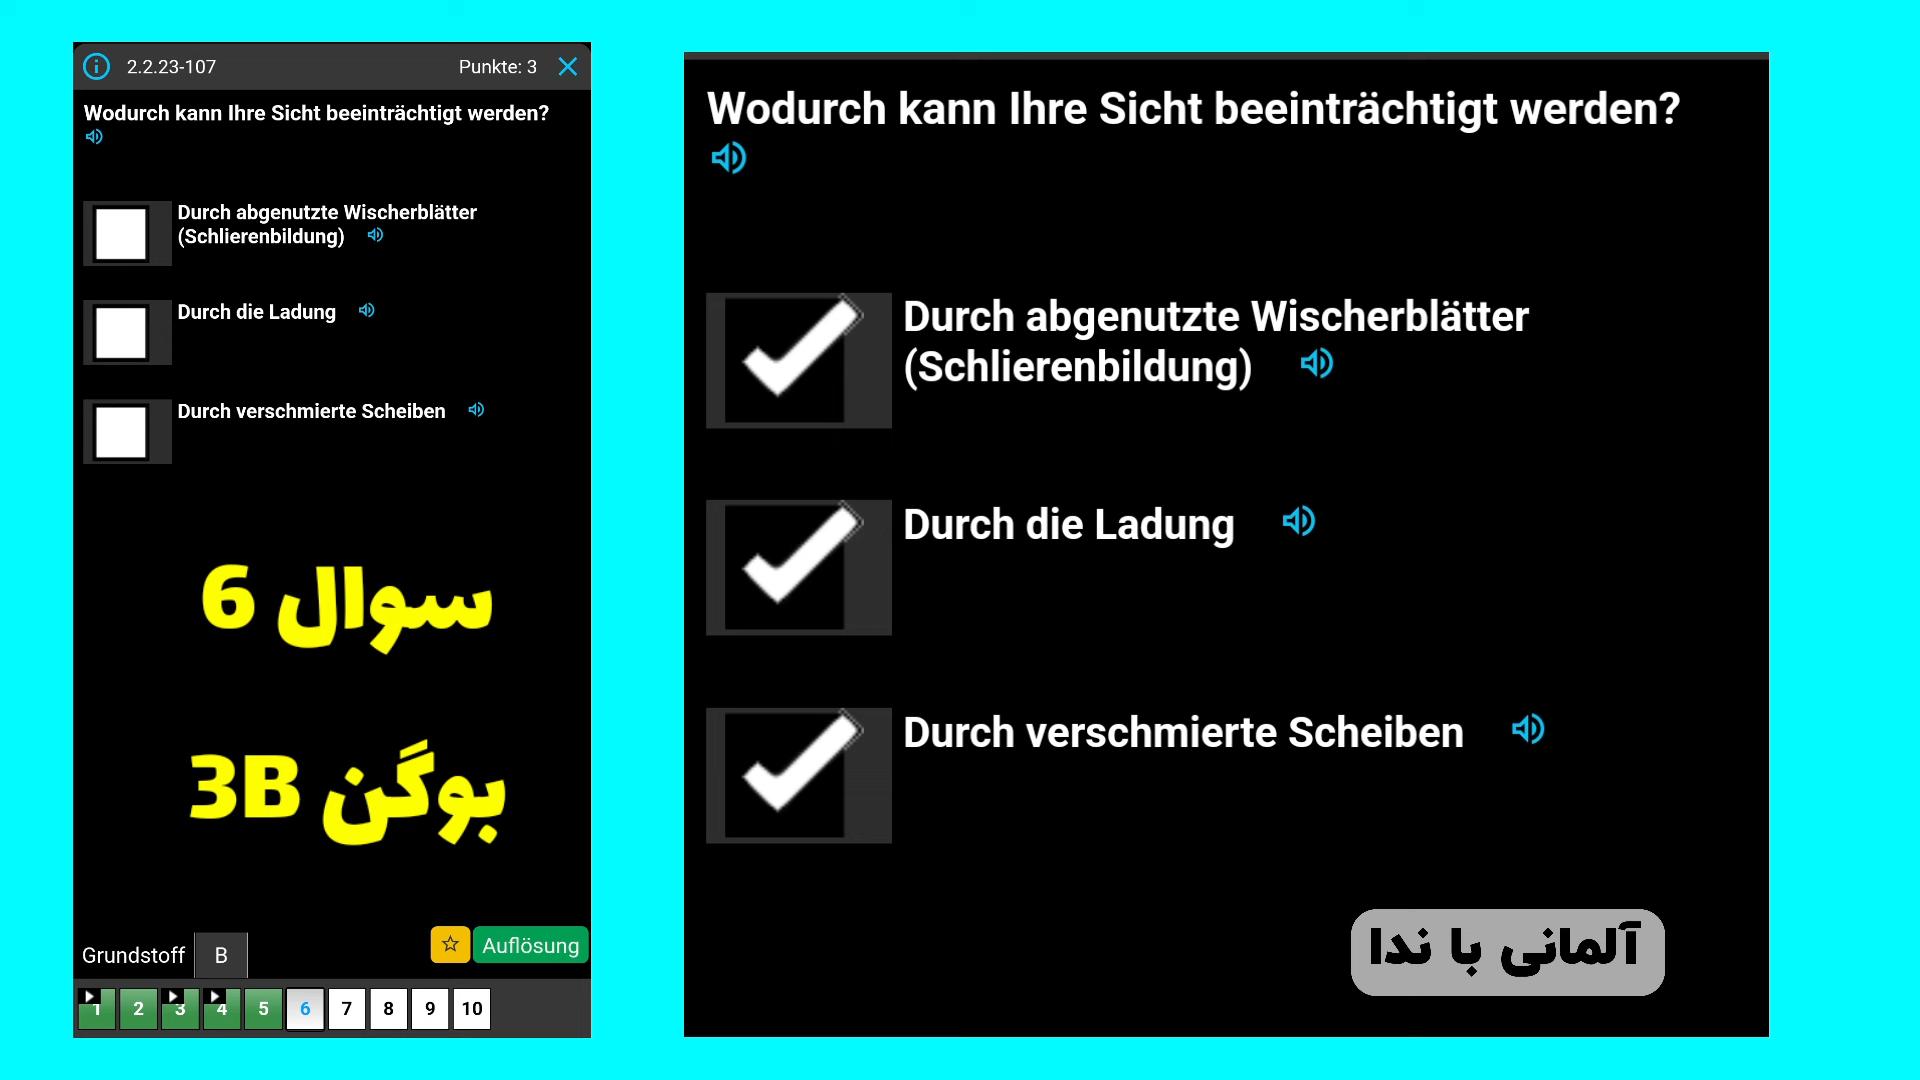 2.2.23-107
Punkte: 3
Wodurch kann Ihre Sicht beeinträchtigt werden?
Durch abgenutzte Wischerblätter
(Schlierenbildung)
Durch die Ladung
Durch verschmierte Scheiben
سوال 6
بوگَن 3B
Grundstoff
B
Auflösung
1 2 3 4 5 6 7 8 9 10
Wodurch kann Ihre Sicht beeinträchtigt werden?
Durch abgenutzte Wischerblätter
(Schlierenbildung)
Durch die Ladung
Durch verschmierte Scheiben
آلمانی با ندا